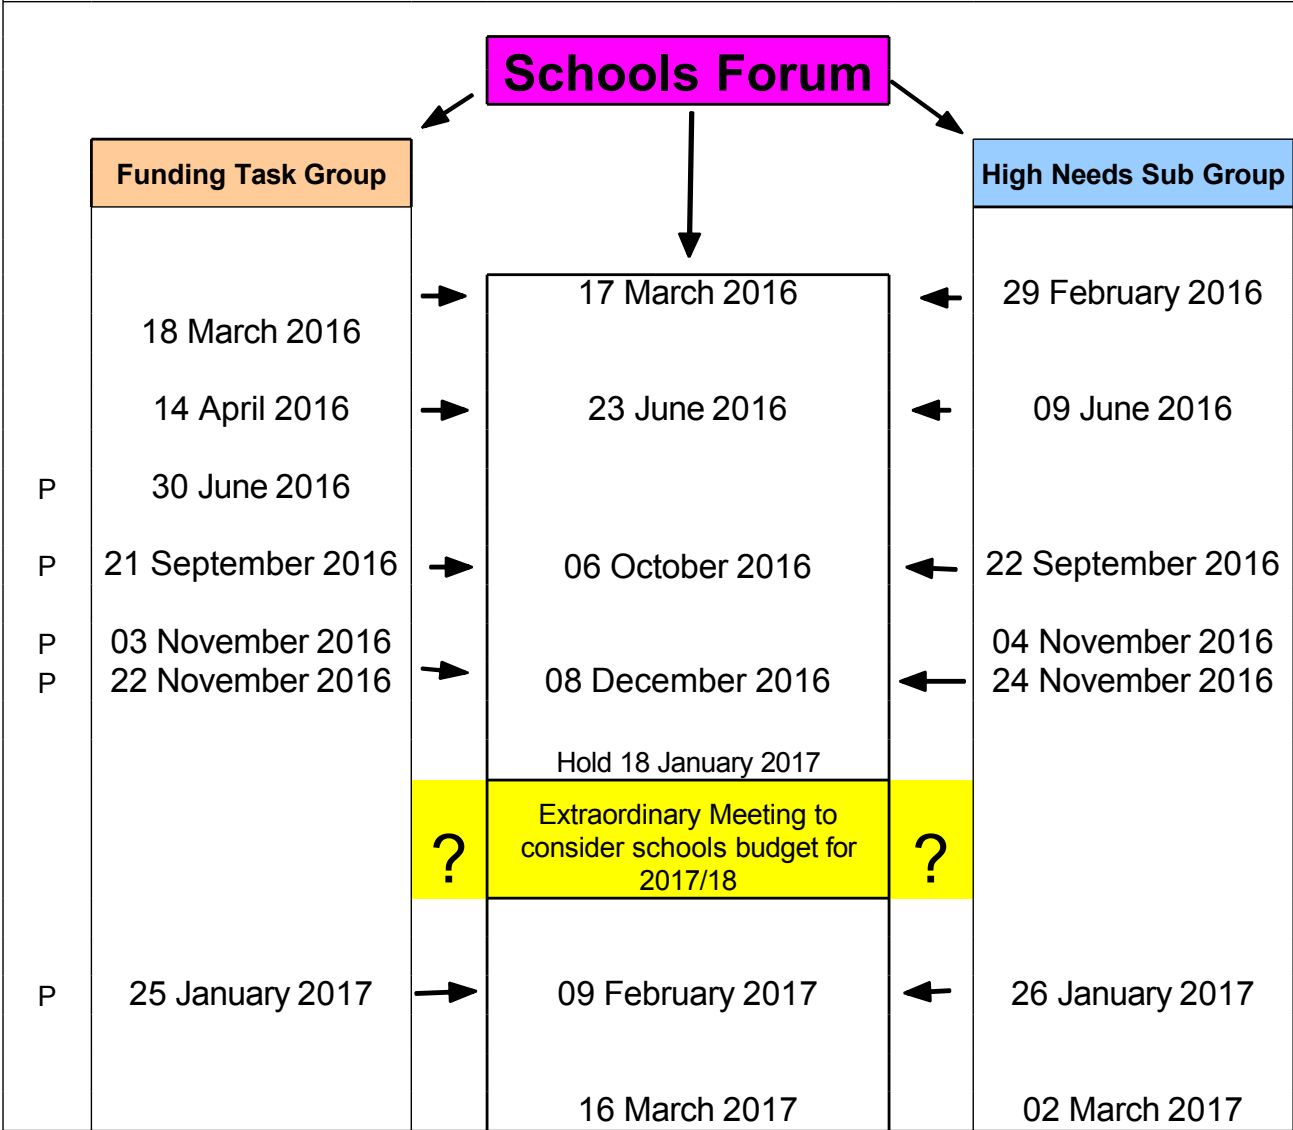 Schools Forum
Funding Task Group
High Needs Sub Group
17 March 2016
29 February 2016
18 March 2016
14 April 2016
23 June 2016
09 June 2016
P
30 June 2016
P
21 September 2016
06 October 2016
22 September 2016
P
03 November 2016
04 November 2016
P
22 November 2016
08 December 2016
24 November 2016
Hold 18 January 2017
?
Extraordinary Meeting to
consider schools budget for
2017/18
?
P
25 January 2017
09 February 2017
26 January 2017
16 March 2017
02 March 2017